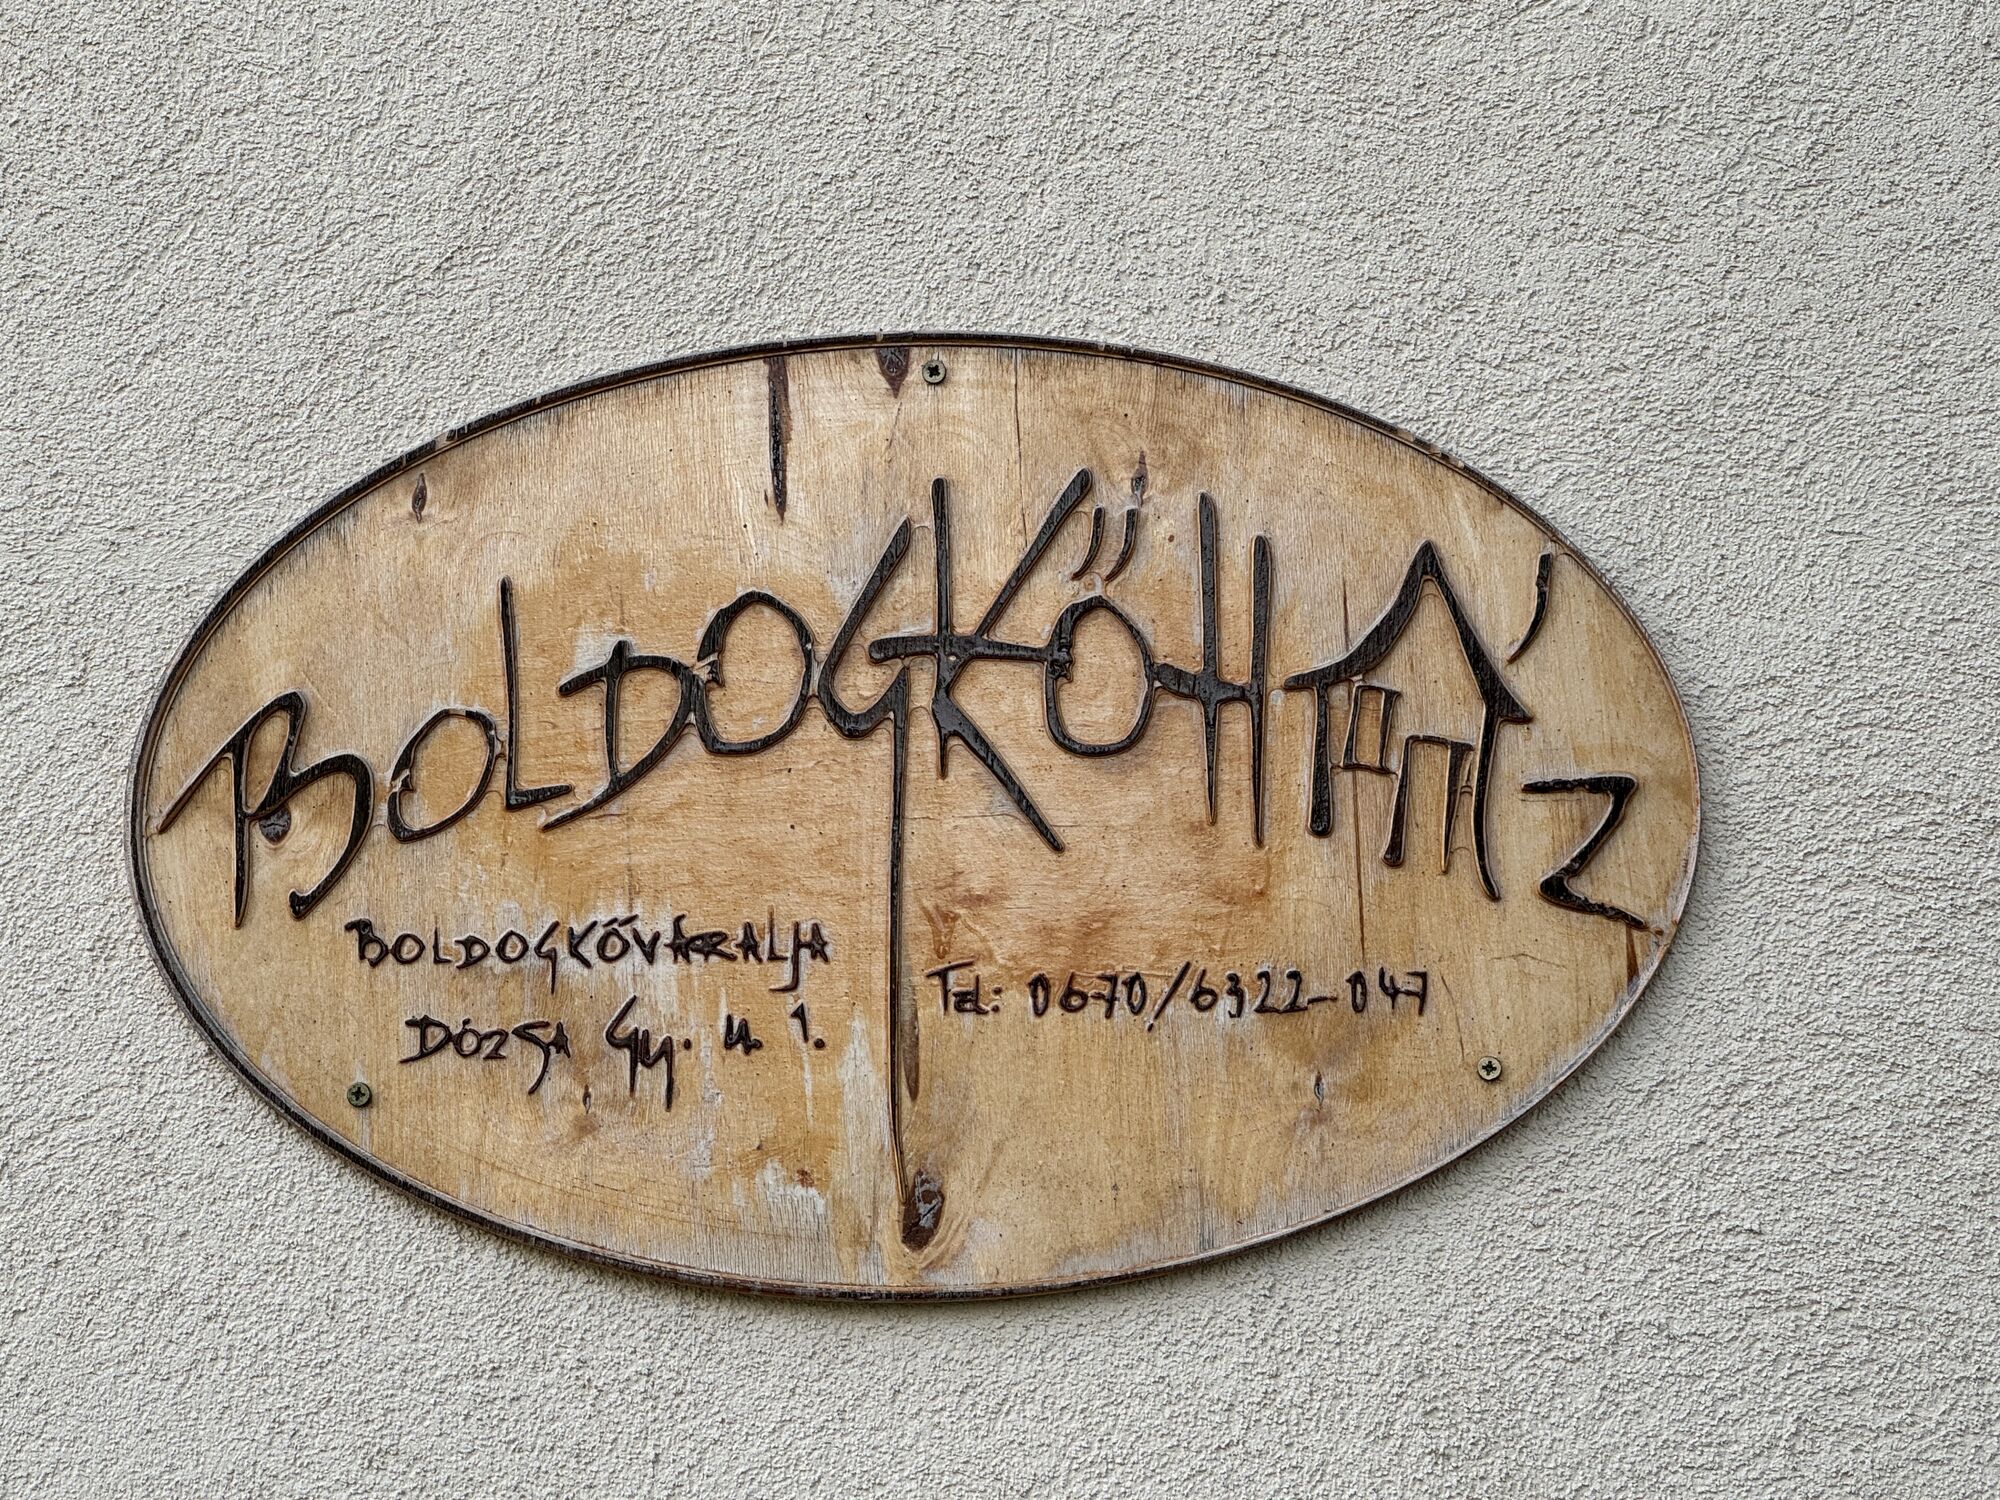 BOLDOGKŐHÁZ
BOLDOGKŐVÁRALJA
DÓZSA Gy. u. 1.
Tel: 0670/6322-047